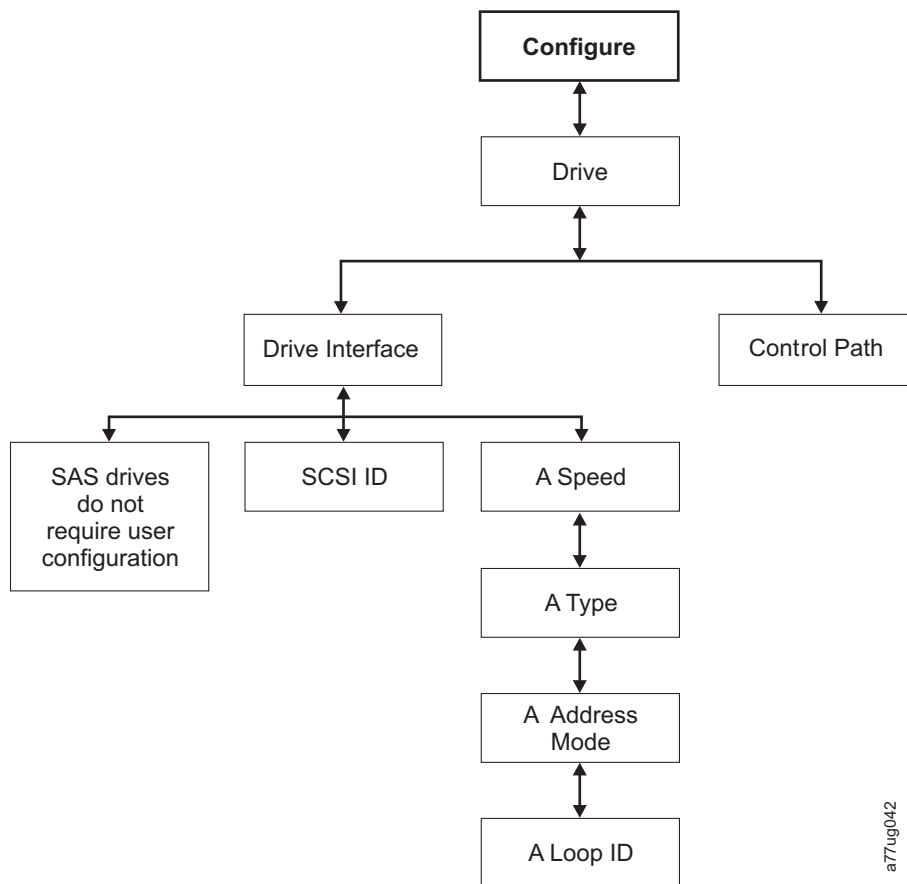 Configure
Drive
Drive Interface
Control Path
SAS drives
do not
require user
configuration
SCSI ID
A Speed
A Type
A Address
Mode
A Loop ID
a77ug042